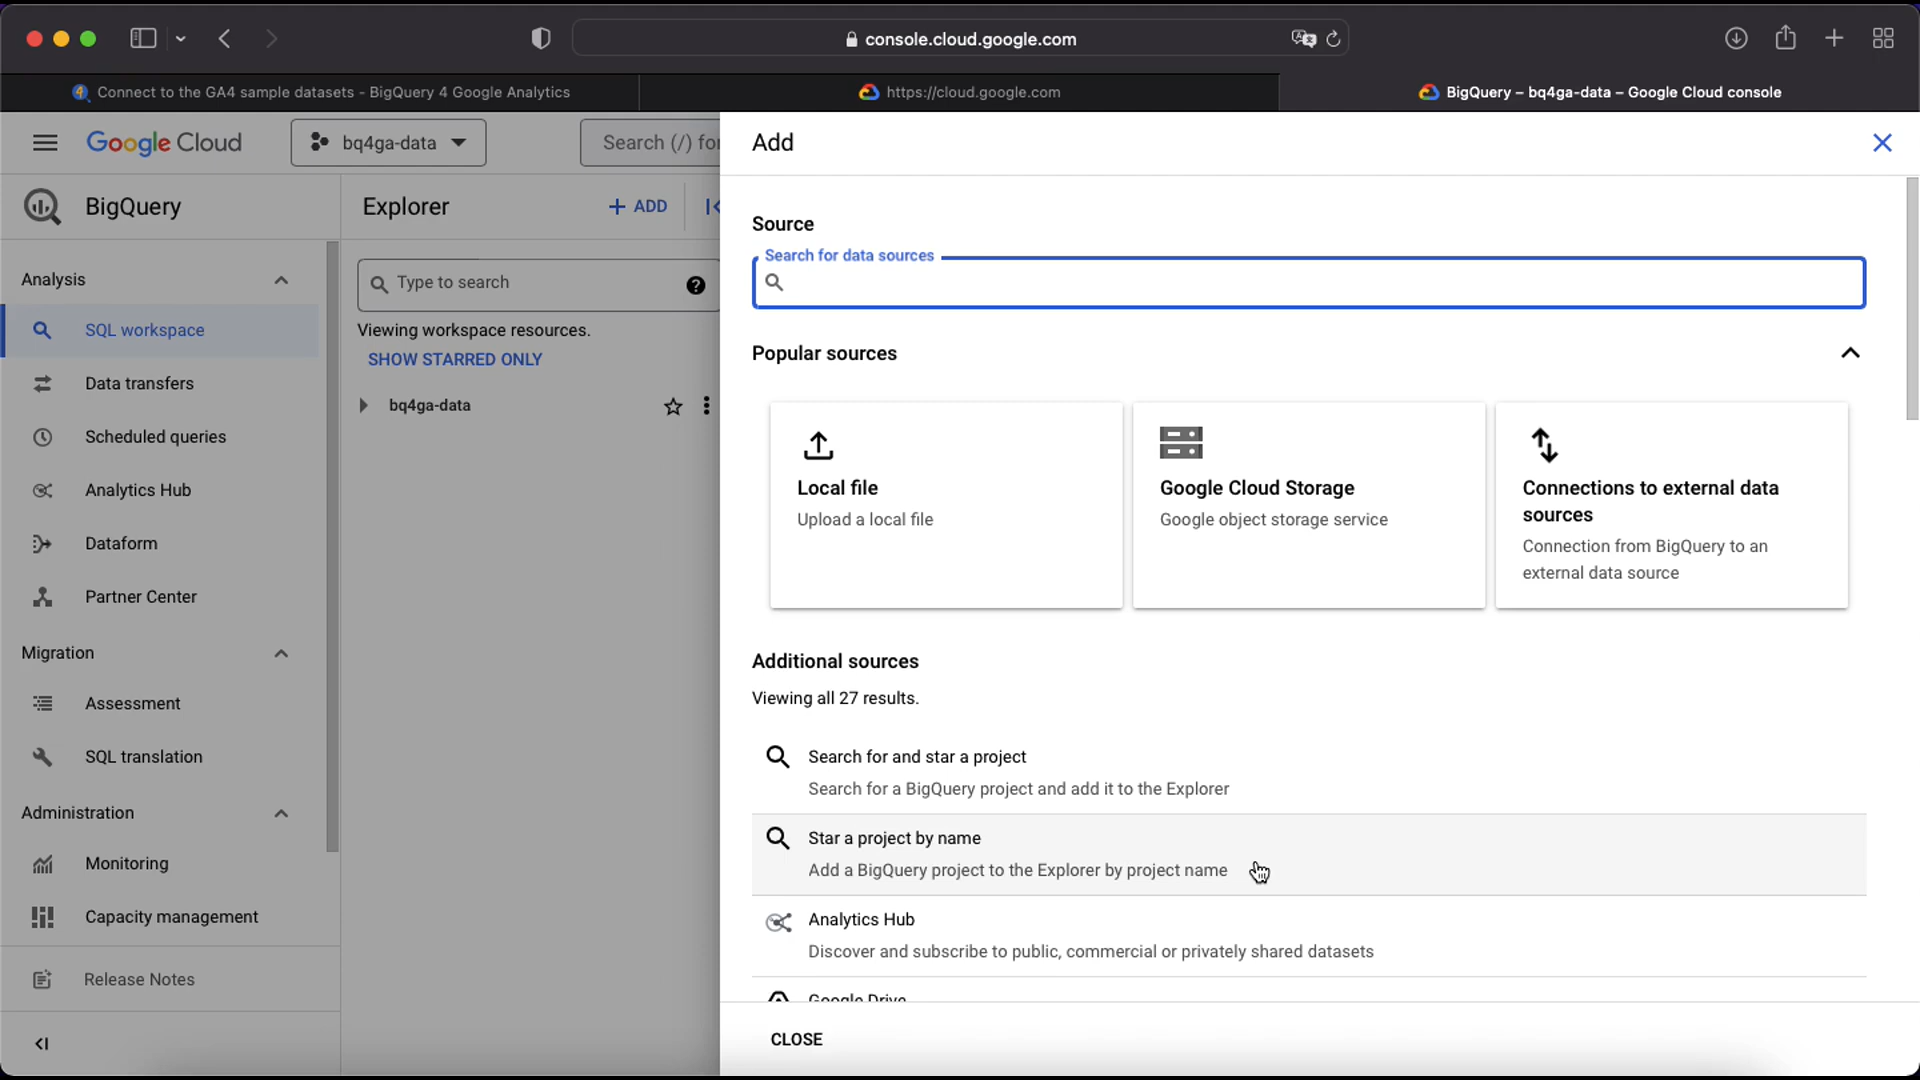 console.cloud.google.com
Connect to the GA4 sample datasets - BigQuery 4 Google Analytics
https://cloud.google.com
BigQuery – bq4ga-data – Google Cloud console
Google Cloud
bq4ga-data
Search (/) for
Add
BigQuery
Explorer
+ ADD
Source
Search for data sources
Analysis
Type to search
SQL workspace
Viewing workspace resources.
SHOW STARRED ONLY
Popular sources
Data transfers
bq4ga-data
Scheduled queries
Analytics Hub
Dataform
Partner Center
Local file
Upload a local file
Google Cloud Storage
Google object storage service
Connections to external data
sources
Connection from BigQuery to an
external data source
Migration
Assessment
SQL translation
Administration
Monitoring
Capacity management
Release Notes
Additional sources
Viewing all 27 results.
Search for and star a project
Search for a BigQuery project and add it to the Explorer
Star a project by name
Add a BigQuery project to the Explorer by project name
Analytics Hub
Discover and subscribe to public, commercial or privately shared datasets
Google Drive
CLOSE